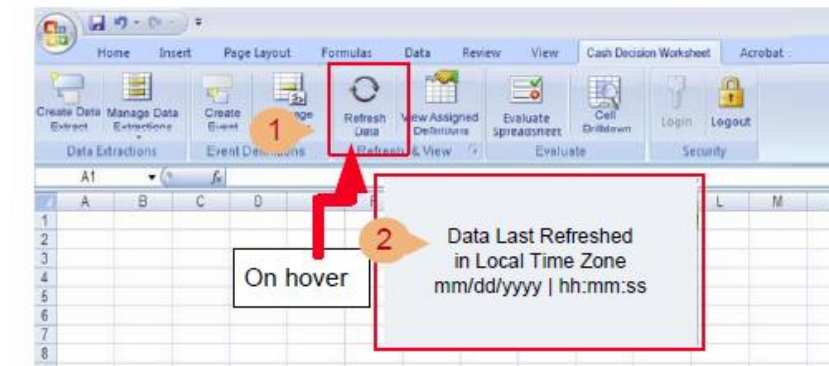 Home Insert Page Layout Formulas Data Review View Cash Decision Worksheet Acrobat
Create Data Extract Manage Data Extractions Create Event Refresh Data View Assigned Definitions Evaluate Spreadsheet Cell Drilldown Login Logout
1
Data Extractions Event Definitions Refresh & View Evaluate Security
A1 fx
A B C D L M
1
2
3
4
5
6
7
8
On hover
2
Data Last Refreshed
in Local Time Zone
mm/dd/yyyy | hh:mm:ss